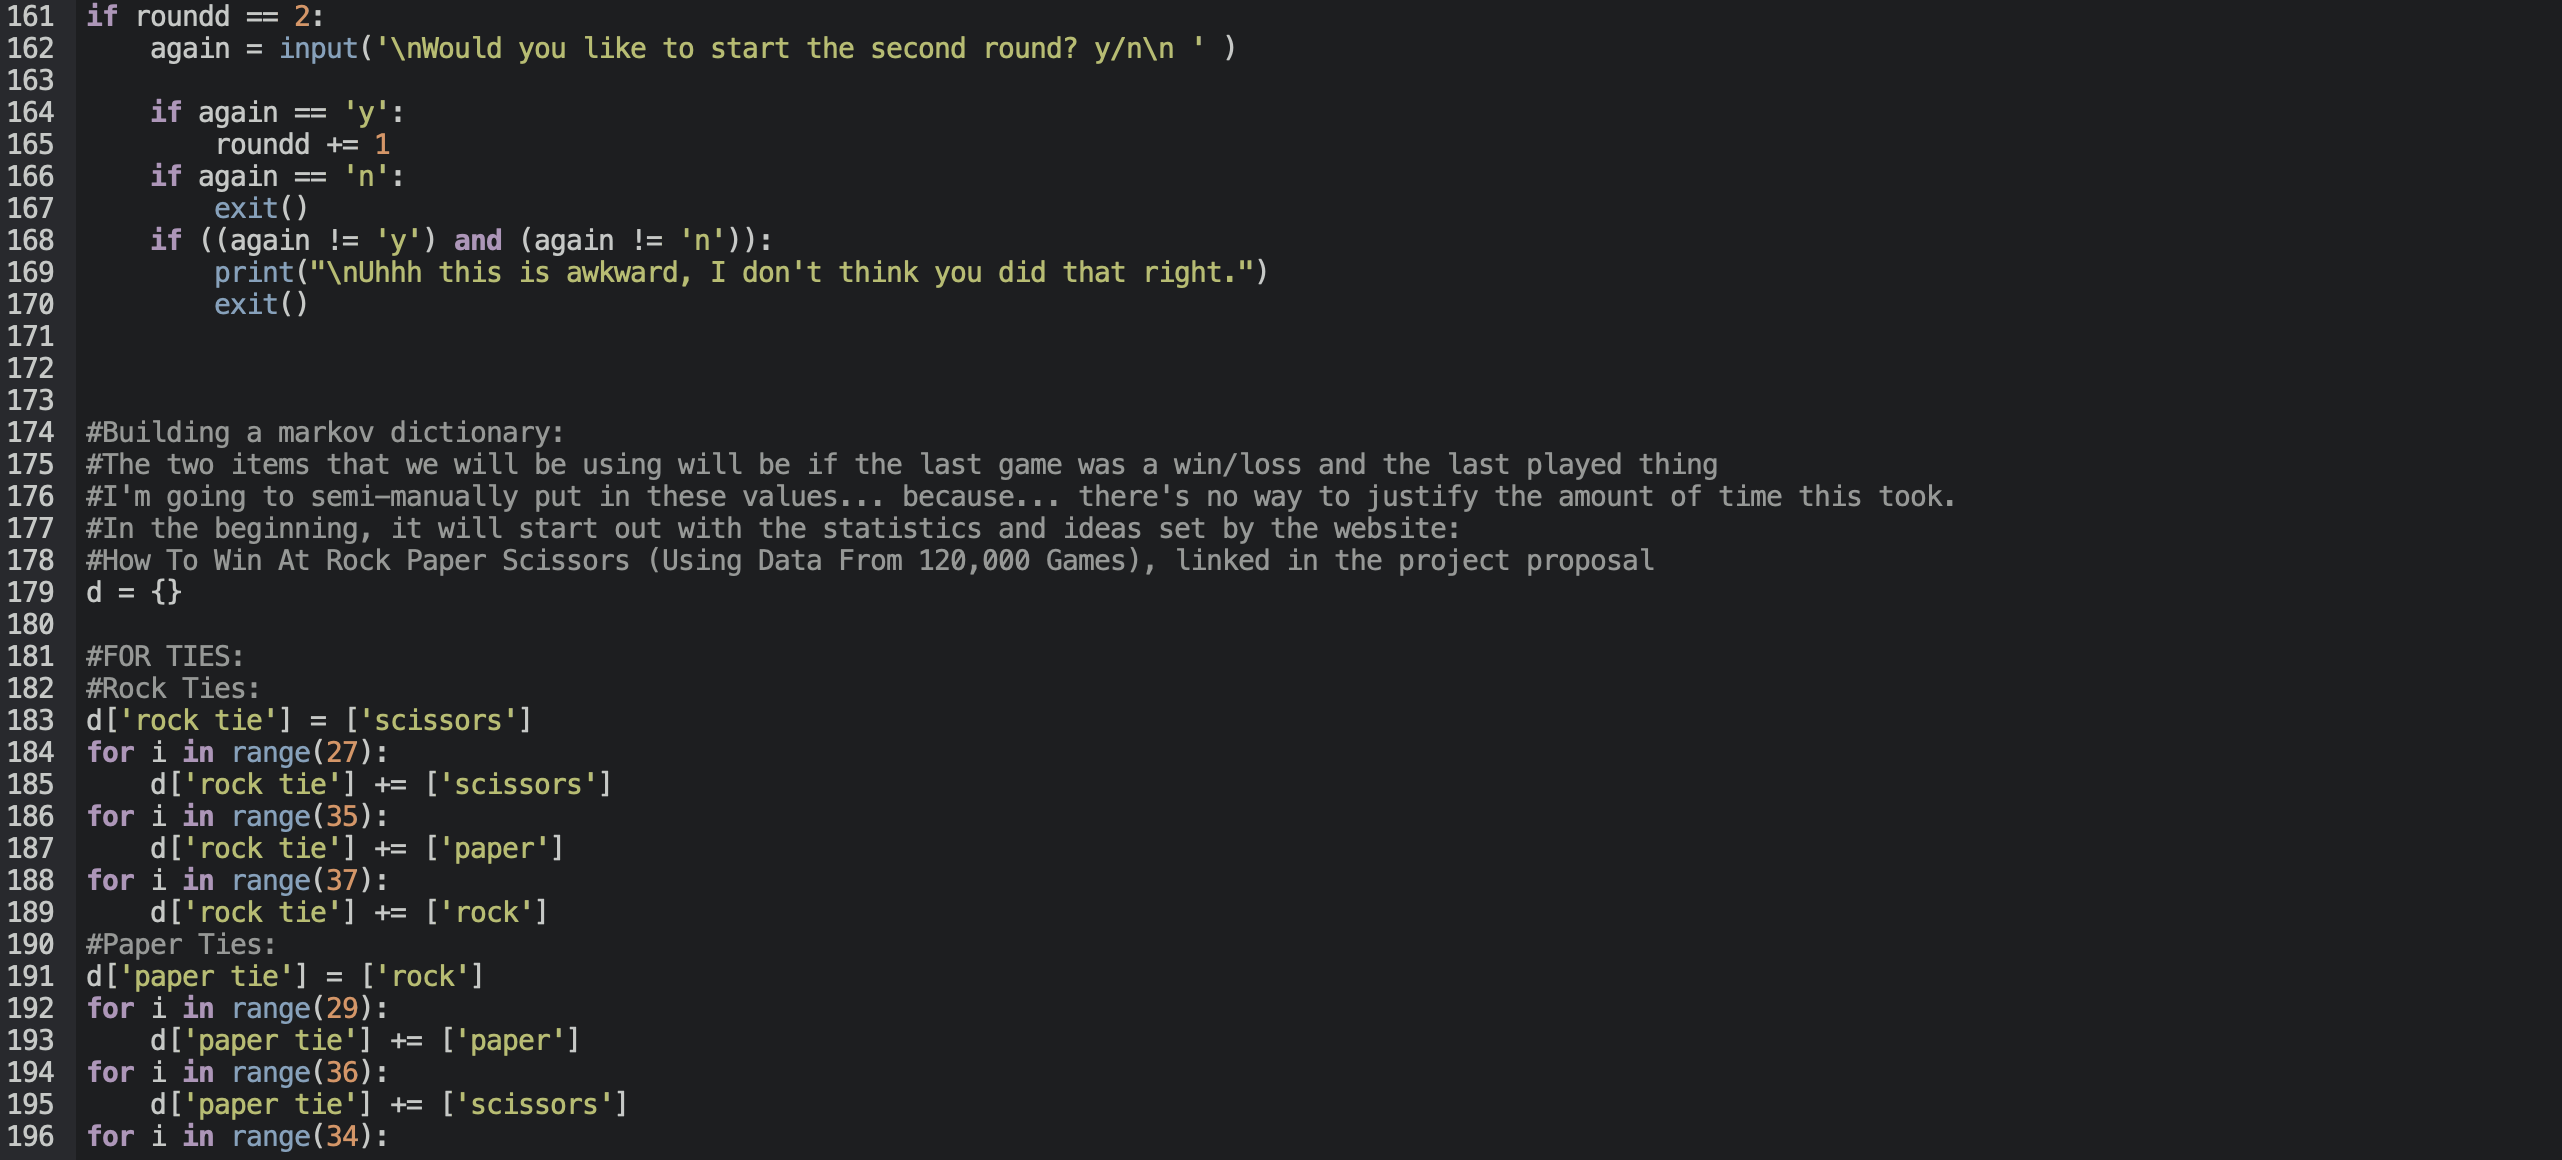 161 if roundd == 2:
162     again = input('\nWould you like to start the second round? y/n\n ' )
163
164     if again == 'y':
165         roundd += 1
166     if again == 'n':
167         exit()
168     if ((again != 'y') and (again != 'n')):
169         print("\nUhhh this is awkward, I don't think you did that right.")
170         exit()
171
172
173
174 #Building a markov dictionary:
175 #The two items that we will be using will be if the last game was a win/loss and the last played thing
176 #I'm going to semi-manually put in these values... because... there's no way to justify the amount of time this took.
177 #In the beginning, it will start out with the statistics and ideas set by the website:
178 #How To Win At Rock Paper Scissors (Using Data From 120,000 Games), linked in the project proposal
179 d = {}
180
181 #FOR TIES:
182 #Rock Ties:
183 d['rock tie'] = ['scissors']
184 for i in range(27):
185     d['rock tie'] += ['scissors']
186 for i in range(35):
187     d['rock tie'] += ['paper']
188 for i in range(37):
189     d['rock tie'] += ['rock']
190 #Paper Ties:
191 d['paper tie'] = ['rock']
192 for i in range(29):
193     d['paper tie'] += ['paper']
194 for i in range(36):
195     d['paper tie'] += ['scissors']
196 for i in range(34):